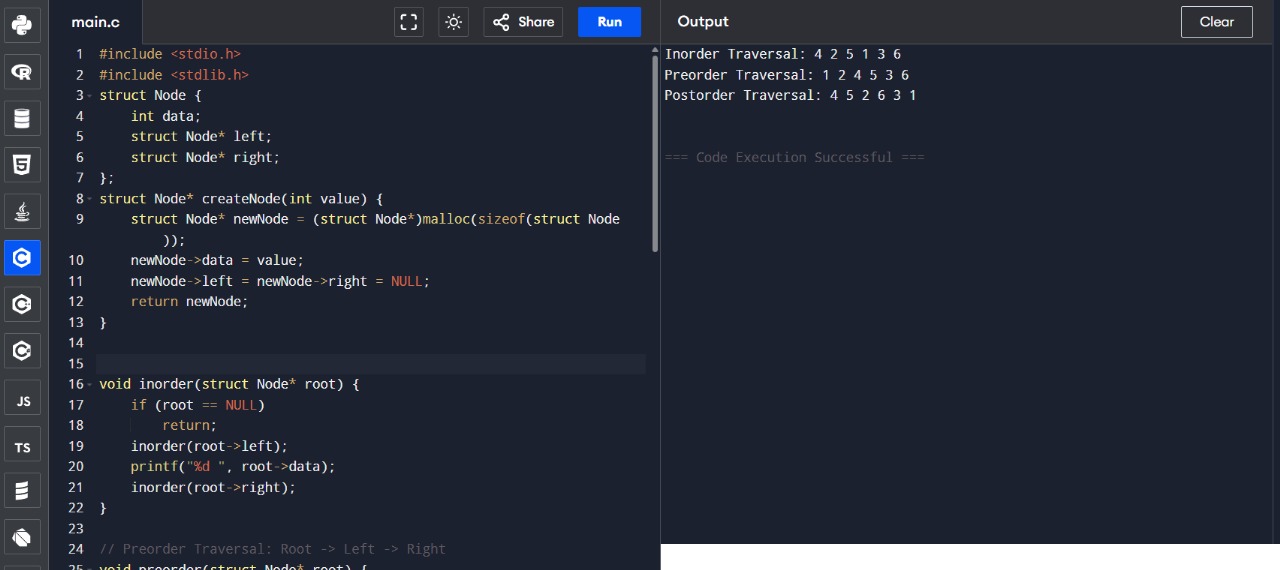 main.c
Share
Run
Output
Clear
1 #include <stdio.h>
2 #include <stdlib.h>
3 struct Node {
4     int data;
5     struct Node* left;
6     struct Node* right;
7 };
8 struct Node* createNode(int value) {
9     struct Node* newNode = (struct Node*)malloc(sizeof(struct Node
        ));
10     newNode->data = value;
11     newNode->left = newNode->right = NULL;
12     return newNode;
13 }
14
15
16 void inorder(struct Node* root) {
17     if (root == NULL)
18         return;
19     inorder(root->left);
20     printf("%d ", root->data);
21     inorder(root->right);
22 }
23
24 // Preorder Traversal: Root -> Left -> Right
25 void preorder(struct Node* root) {
Inorder Traversal: 4 2 5 1 3 6
Preorder Traversal: 1 2 4 5 3 6
Postorder Traversal: 4 5 2 6 3 1
=== Code Execution Successful ===
JS
TS